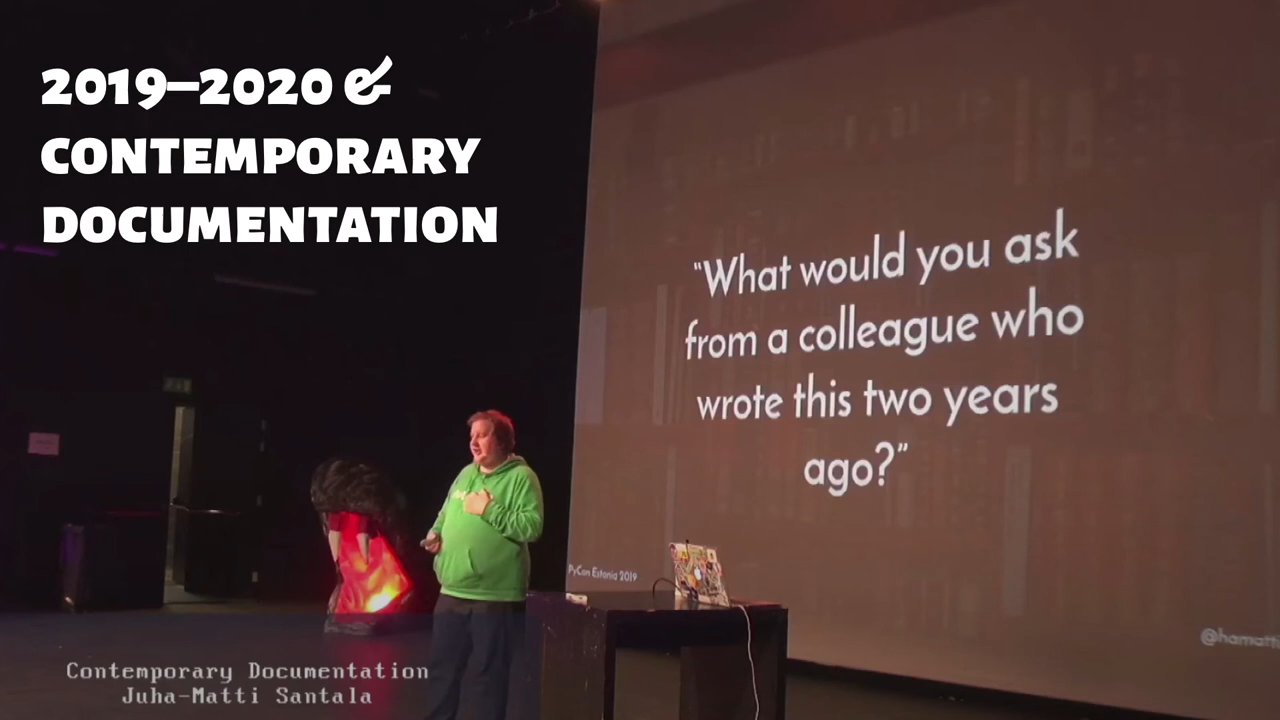 2019–2020 &
CONTEMPORARY
DOCUMENTATION
"What would you ask
from a colleague who
wrote this two years
ago?"
PyCon Estonia 2019
@hamatti
Contemporary Documentation
Juha-Matti Santala